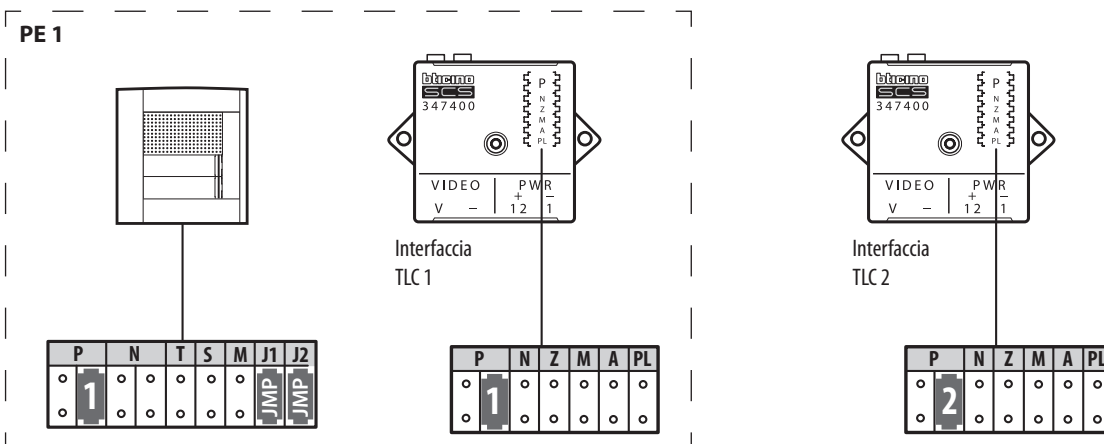 PE 1
bticino
SCS
347400
P
N
Z
M
A
PL
VIDEO PWR
+ −
V − 12 1
Interfaccia
TLC 1
bticino
SCS
347400
P
N
Z
M
A
PL
VIDEO PWR
+ −
V − 12 1
Interfaccia
TLC 2
P N T S M J1 J2
1 JMP JMP
P N Z M A PL
1
P N Z M A PL
2